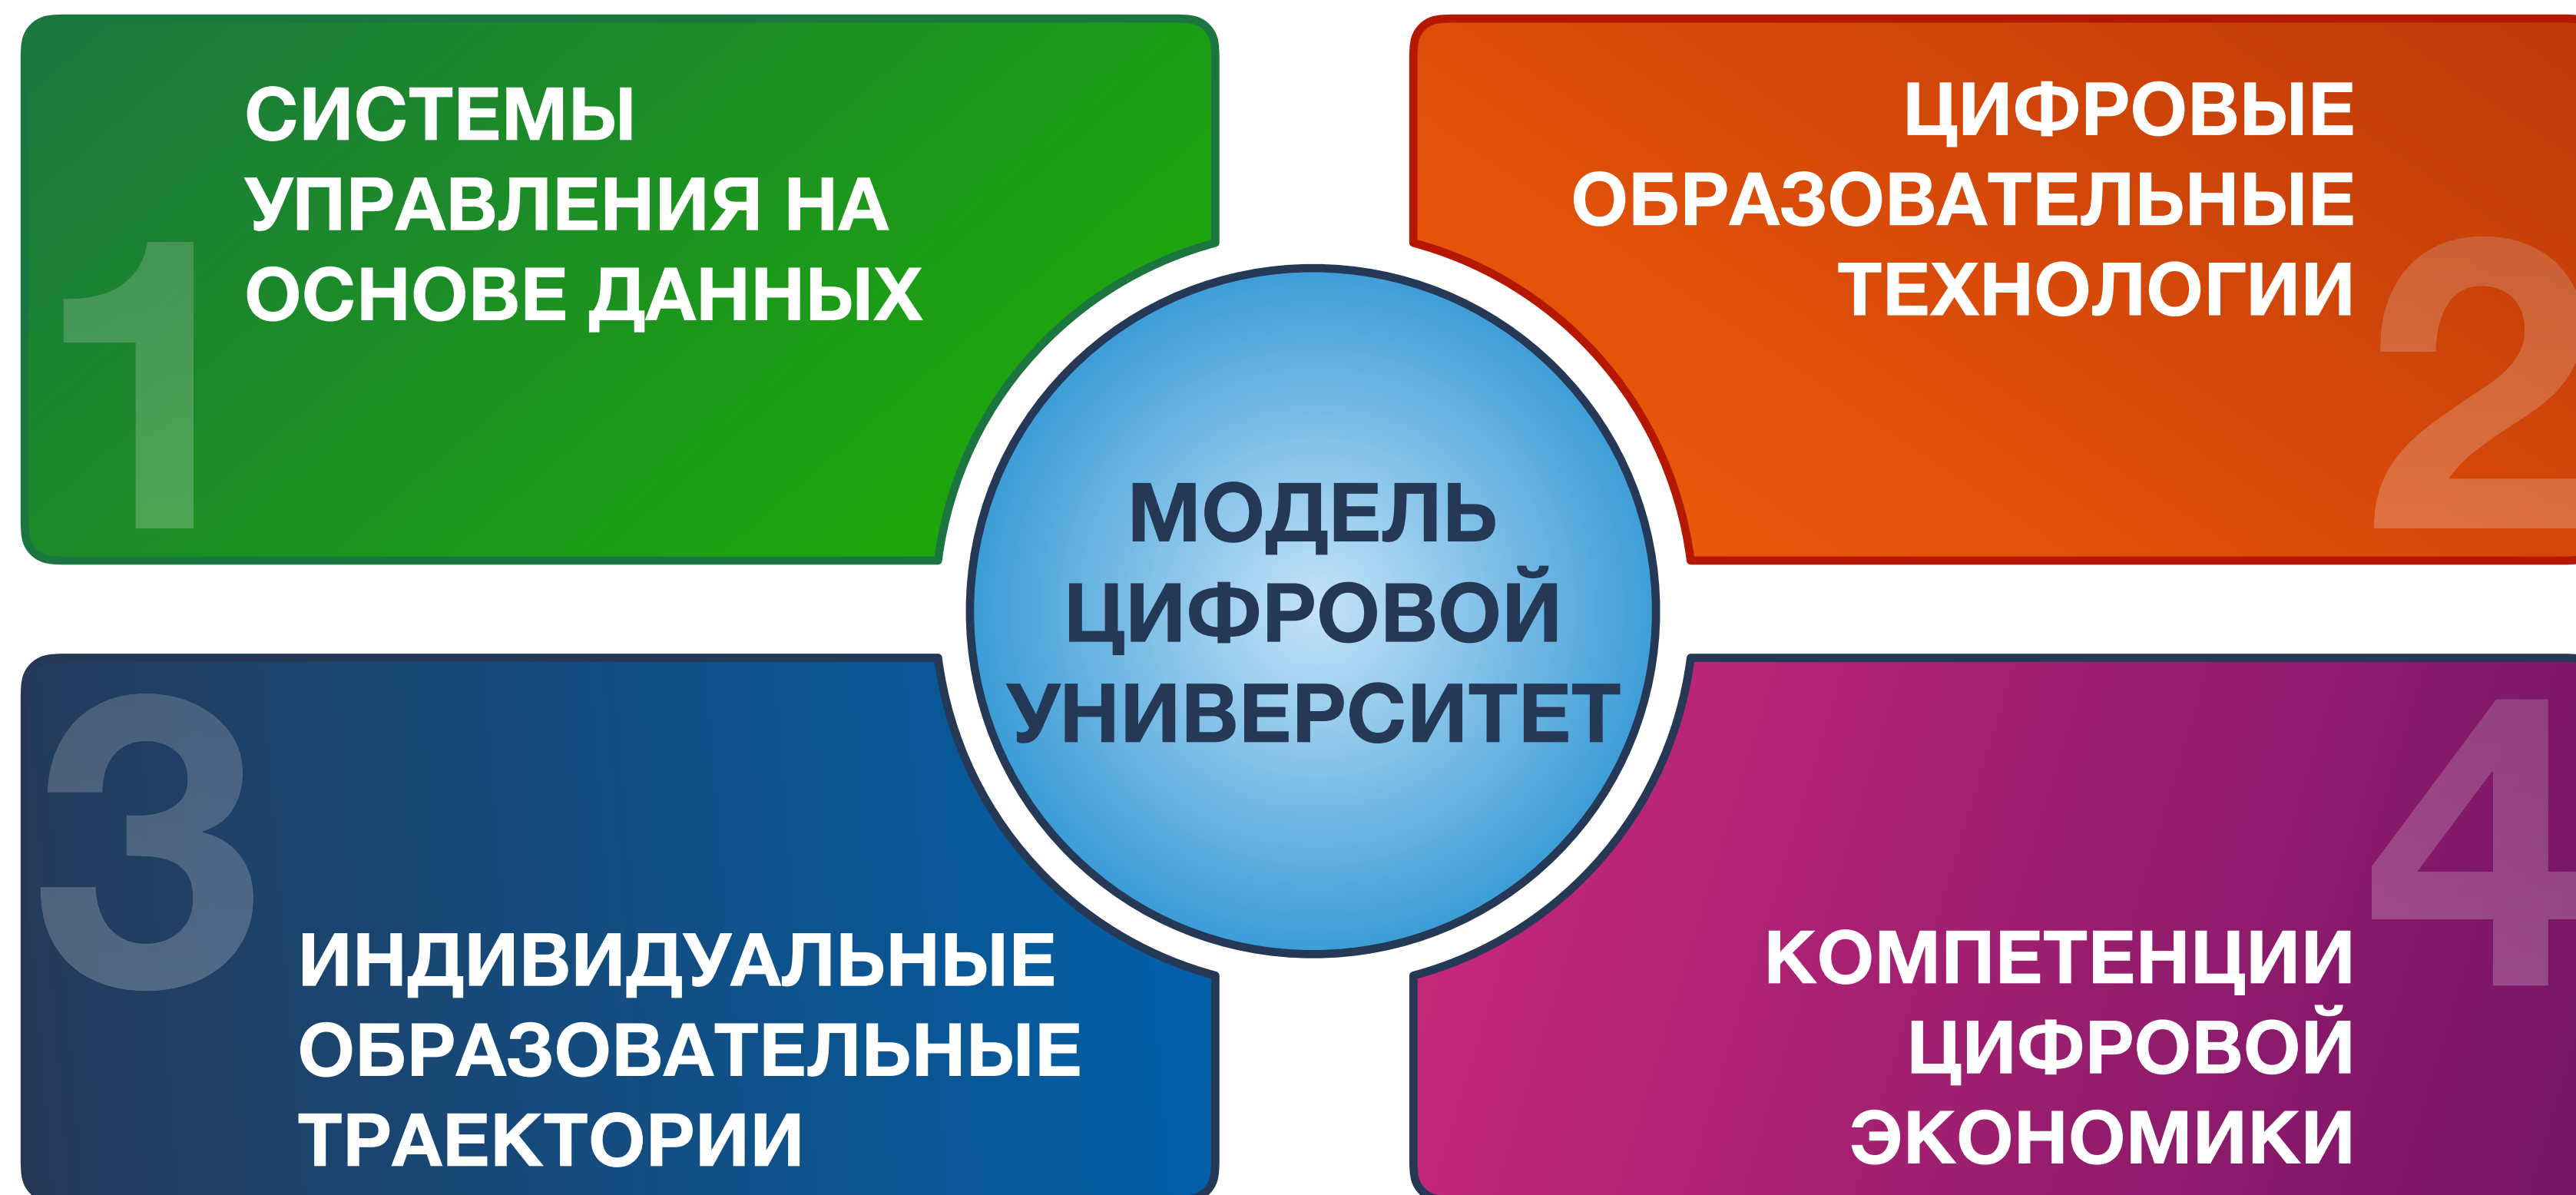 1
СИСТЕМЫ
УПРАВЛЕНИЯ НА
ОСНОВЕ ДАННЫХ
2
ЦИФРОВЫЕ
ОБРАЗОВАТЕЛЬНЫЕ
ТЕХНОЛОГИИ
МОДЕЛЬ
ЦИФРОВОЙ
УНИВЕРСИТЕТ
3
ИНДИВИДУАЛЬНЫЕ
ОБРАЗОВАТЕЛЬНЫЕ
ТРАЕКТОРИИ
4
КОМПЕТЕНЦИИ
ЦИФРОВОЙ
ЭКОНОМИКИ